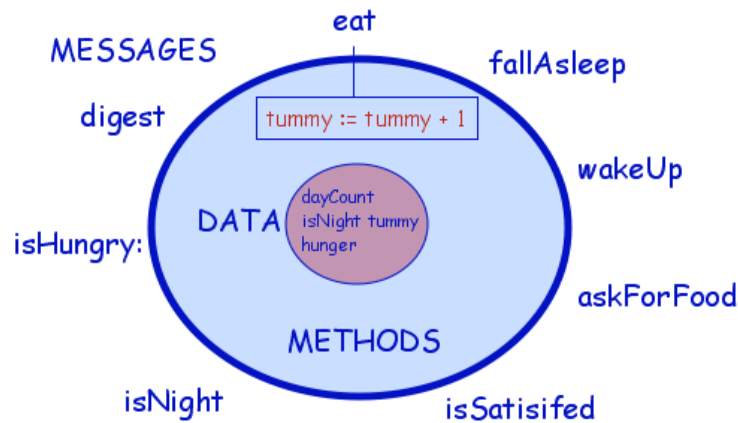 eat
MESSAGES
fallAsleep
digest
tummy := tummy + 1
wakeUp
dayCount
DATA
isNight tummy
hunger
isHungry:
askForFood
METHODS
isNight
isSatisifed